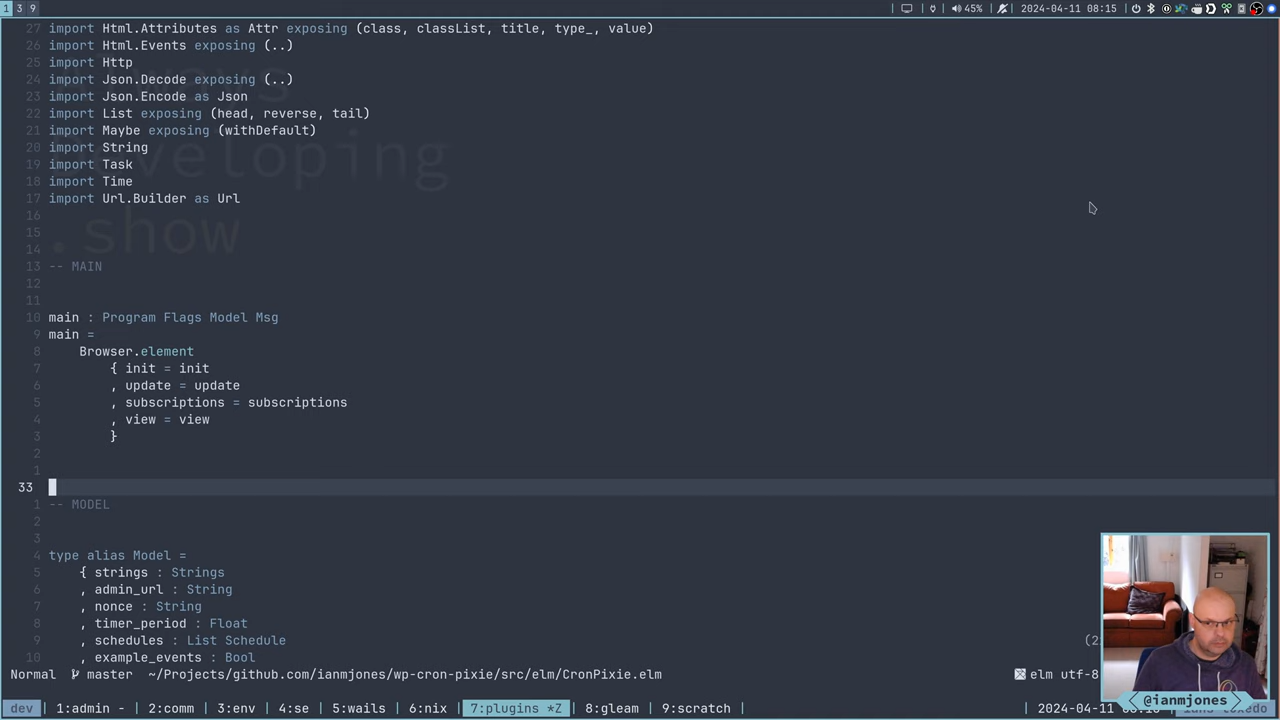 1 3 9 45% 2024-04-11 08:15
27 import Html.Attributes as Attr exposing (class, classList, title, type_, value)
26 import Html.Events exposing (..)
25 import Http
24 import Json.Decode exposing (..)
23 import Json.Encode as Json
22 import List exposing (head, reverse, tail)
21 import Maybe exposing (withDefault)
20 import String
19 import Task
18 import Time
17 import Url.Builder as Url
16
15
.show
14
13 -- MAIN
12
11
10 main : Program Flags Model Msg
9 main =
8 Browser.element
7 { init = init
6 , update = update
5 , subscriptions = subscriptions
4 , view = view
3 }
2
1
33
1 -- MODEL
2
3
4 type alias Model =
5 { strings : Strings
6 , admin_url : String
7 , nonce : String
8 , timer_period : Float
9 , schedules : List Schedule
10 , example_events : Bool
Normal master ~/Projects/github.com/ianmjones/wp-cron-pixie/src/elm/CronPixie.elm elm utf-8
@ianmjones
dev 1:admin - 2:comm 3:env 4:se 5:wails 6:nix 7:plugins *Z 8:gleam 9:scratch 2024-04-11